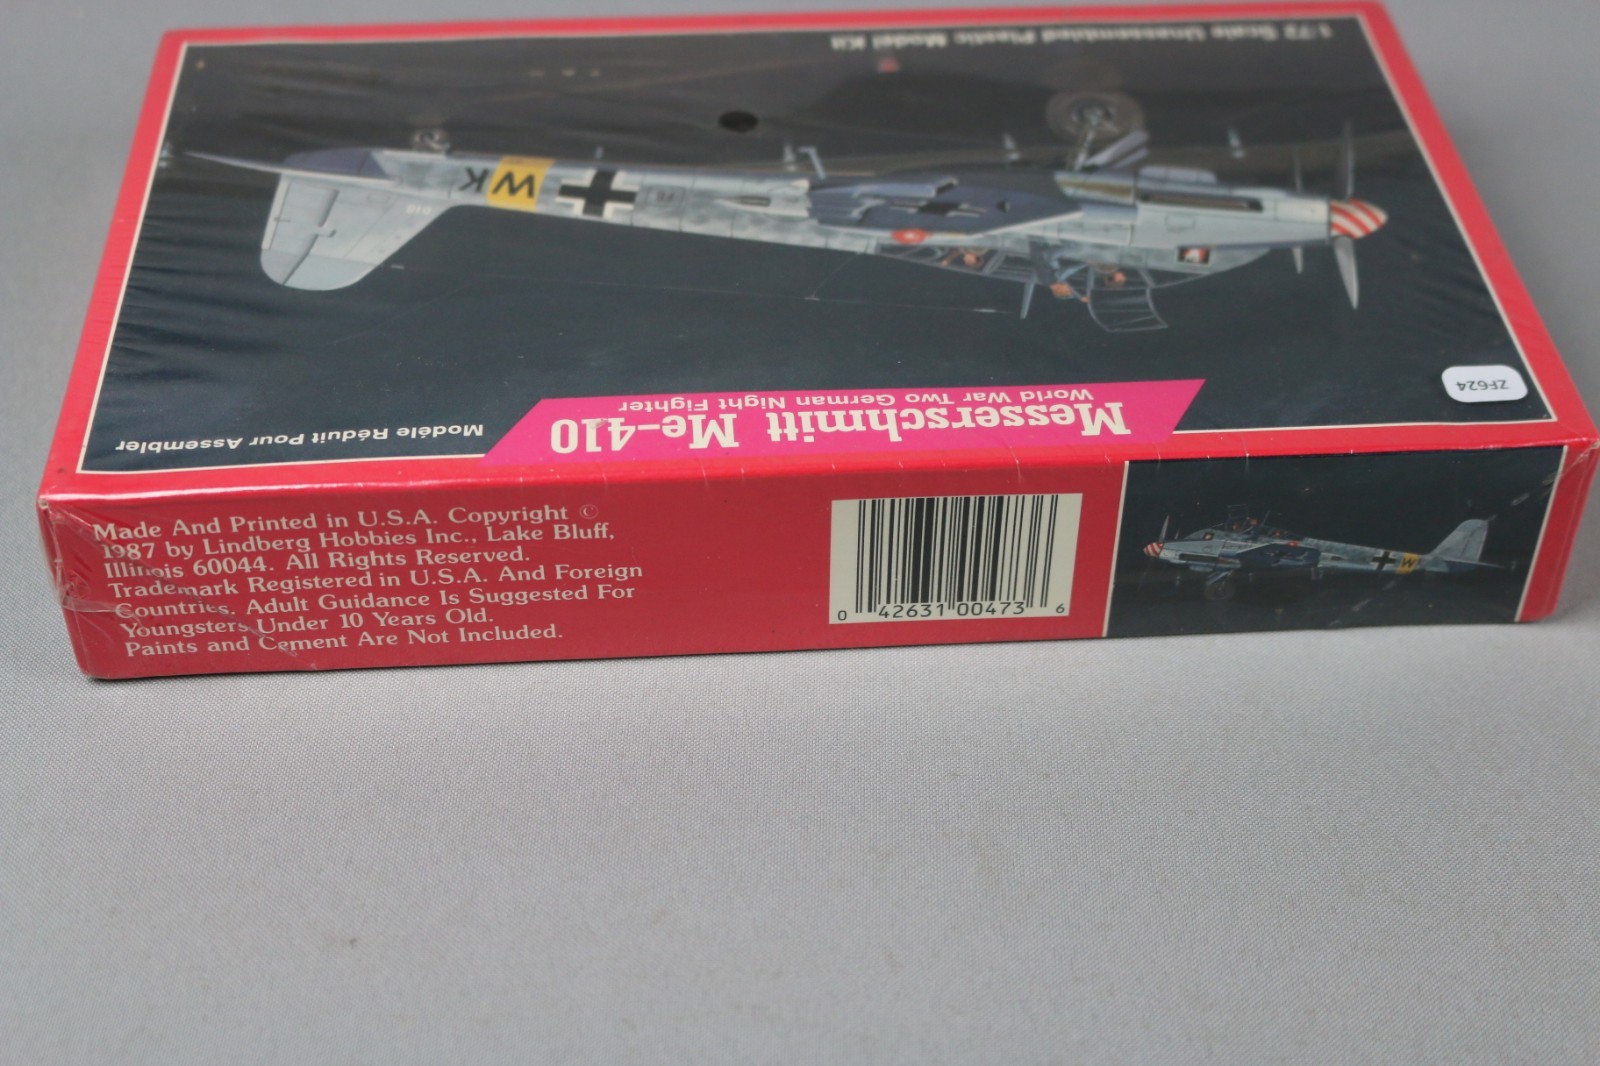 1/72 Scale Unassembled Plastic Model Kit
WK
Messerschmitt Me-410
World War Two German Night Fighter
Modéle Réduit Pour Assembler
ZF624
Made And Printed in U.S.A. Copyright ©
1987 by Lindberg Hobbies Inc., Lake Bluff,
Illinois 60044. All Rights Reserved.
Trademark Registered in U.S.A. And Foreign
Countries. Adult Guidance Is Suggested For
Youngsters Under 10 Years Old.
Paints and Cement Are Not Included.
0 42631 00473 6
W